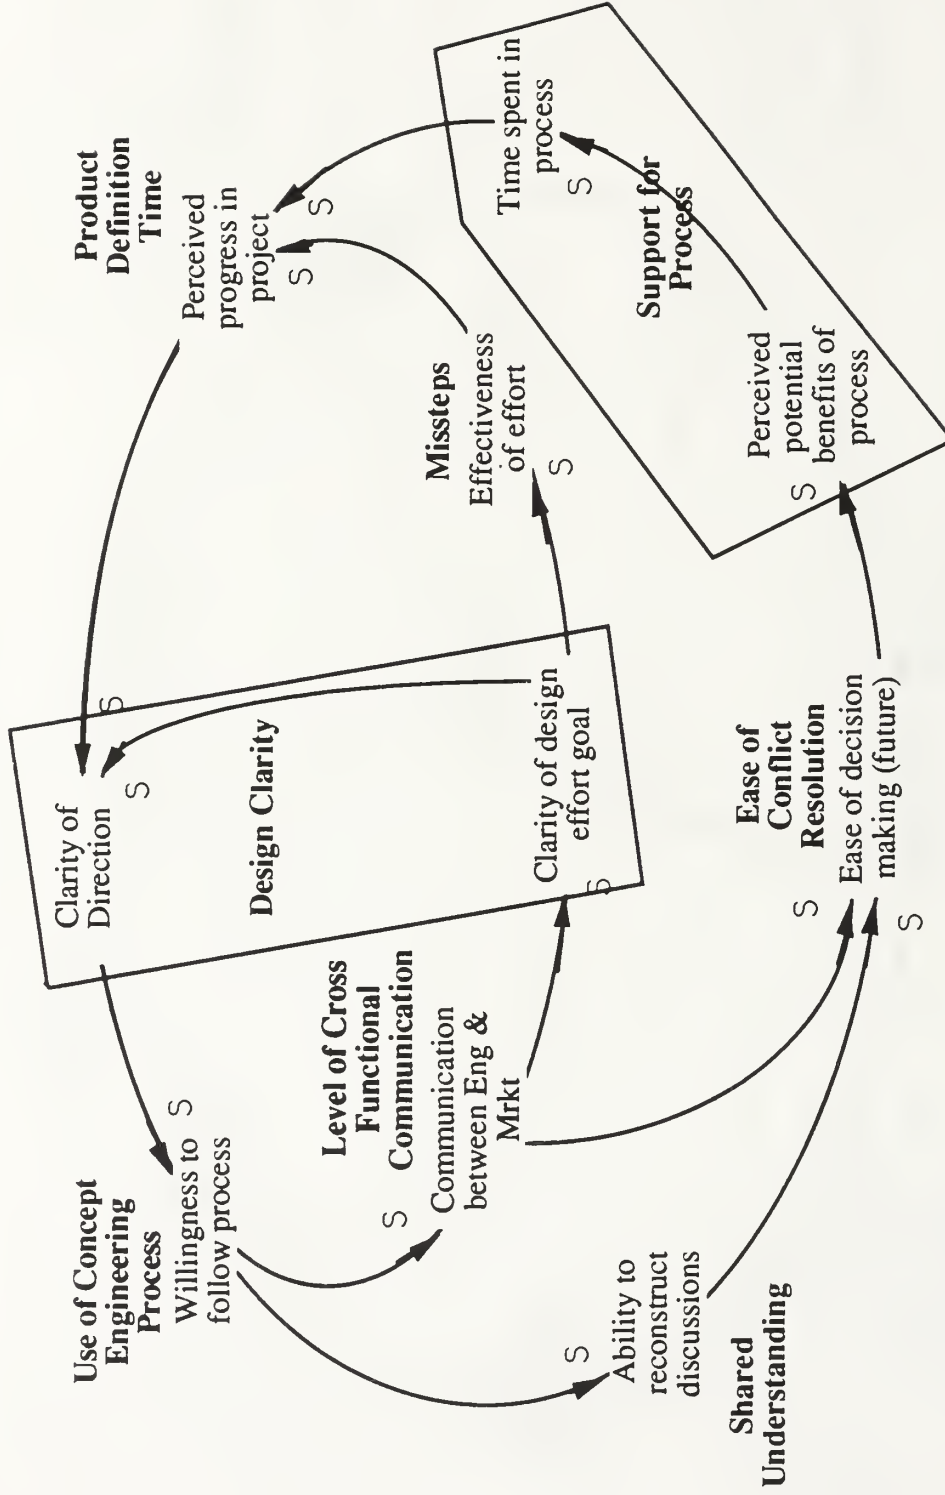 Use of Concept
Engineering
Process
Willingness to
follow process
S
Clarity of
Direction
S
S
Design Clarity
Product
Definition
Time
Perceived
progress in
project
S
S
Level of Cross
Functional
Communication
S
Communication
between Eng &
Mrkt
Clarity of design
effort goal
S
Missteps
Effectiveness
of effort
S
Time spent in
process
S
Support for
Process
S
Ability to
reconstruct
discussions
Shared
Understanding
Ease of
Conflict
Resolution
S
Ease of decision
making (future)
S
S
Perceived
potential
benefits of
process